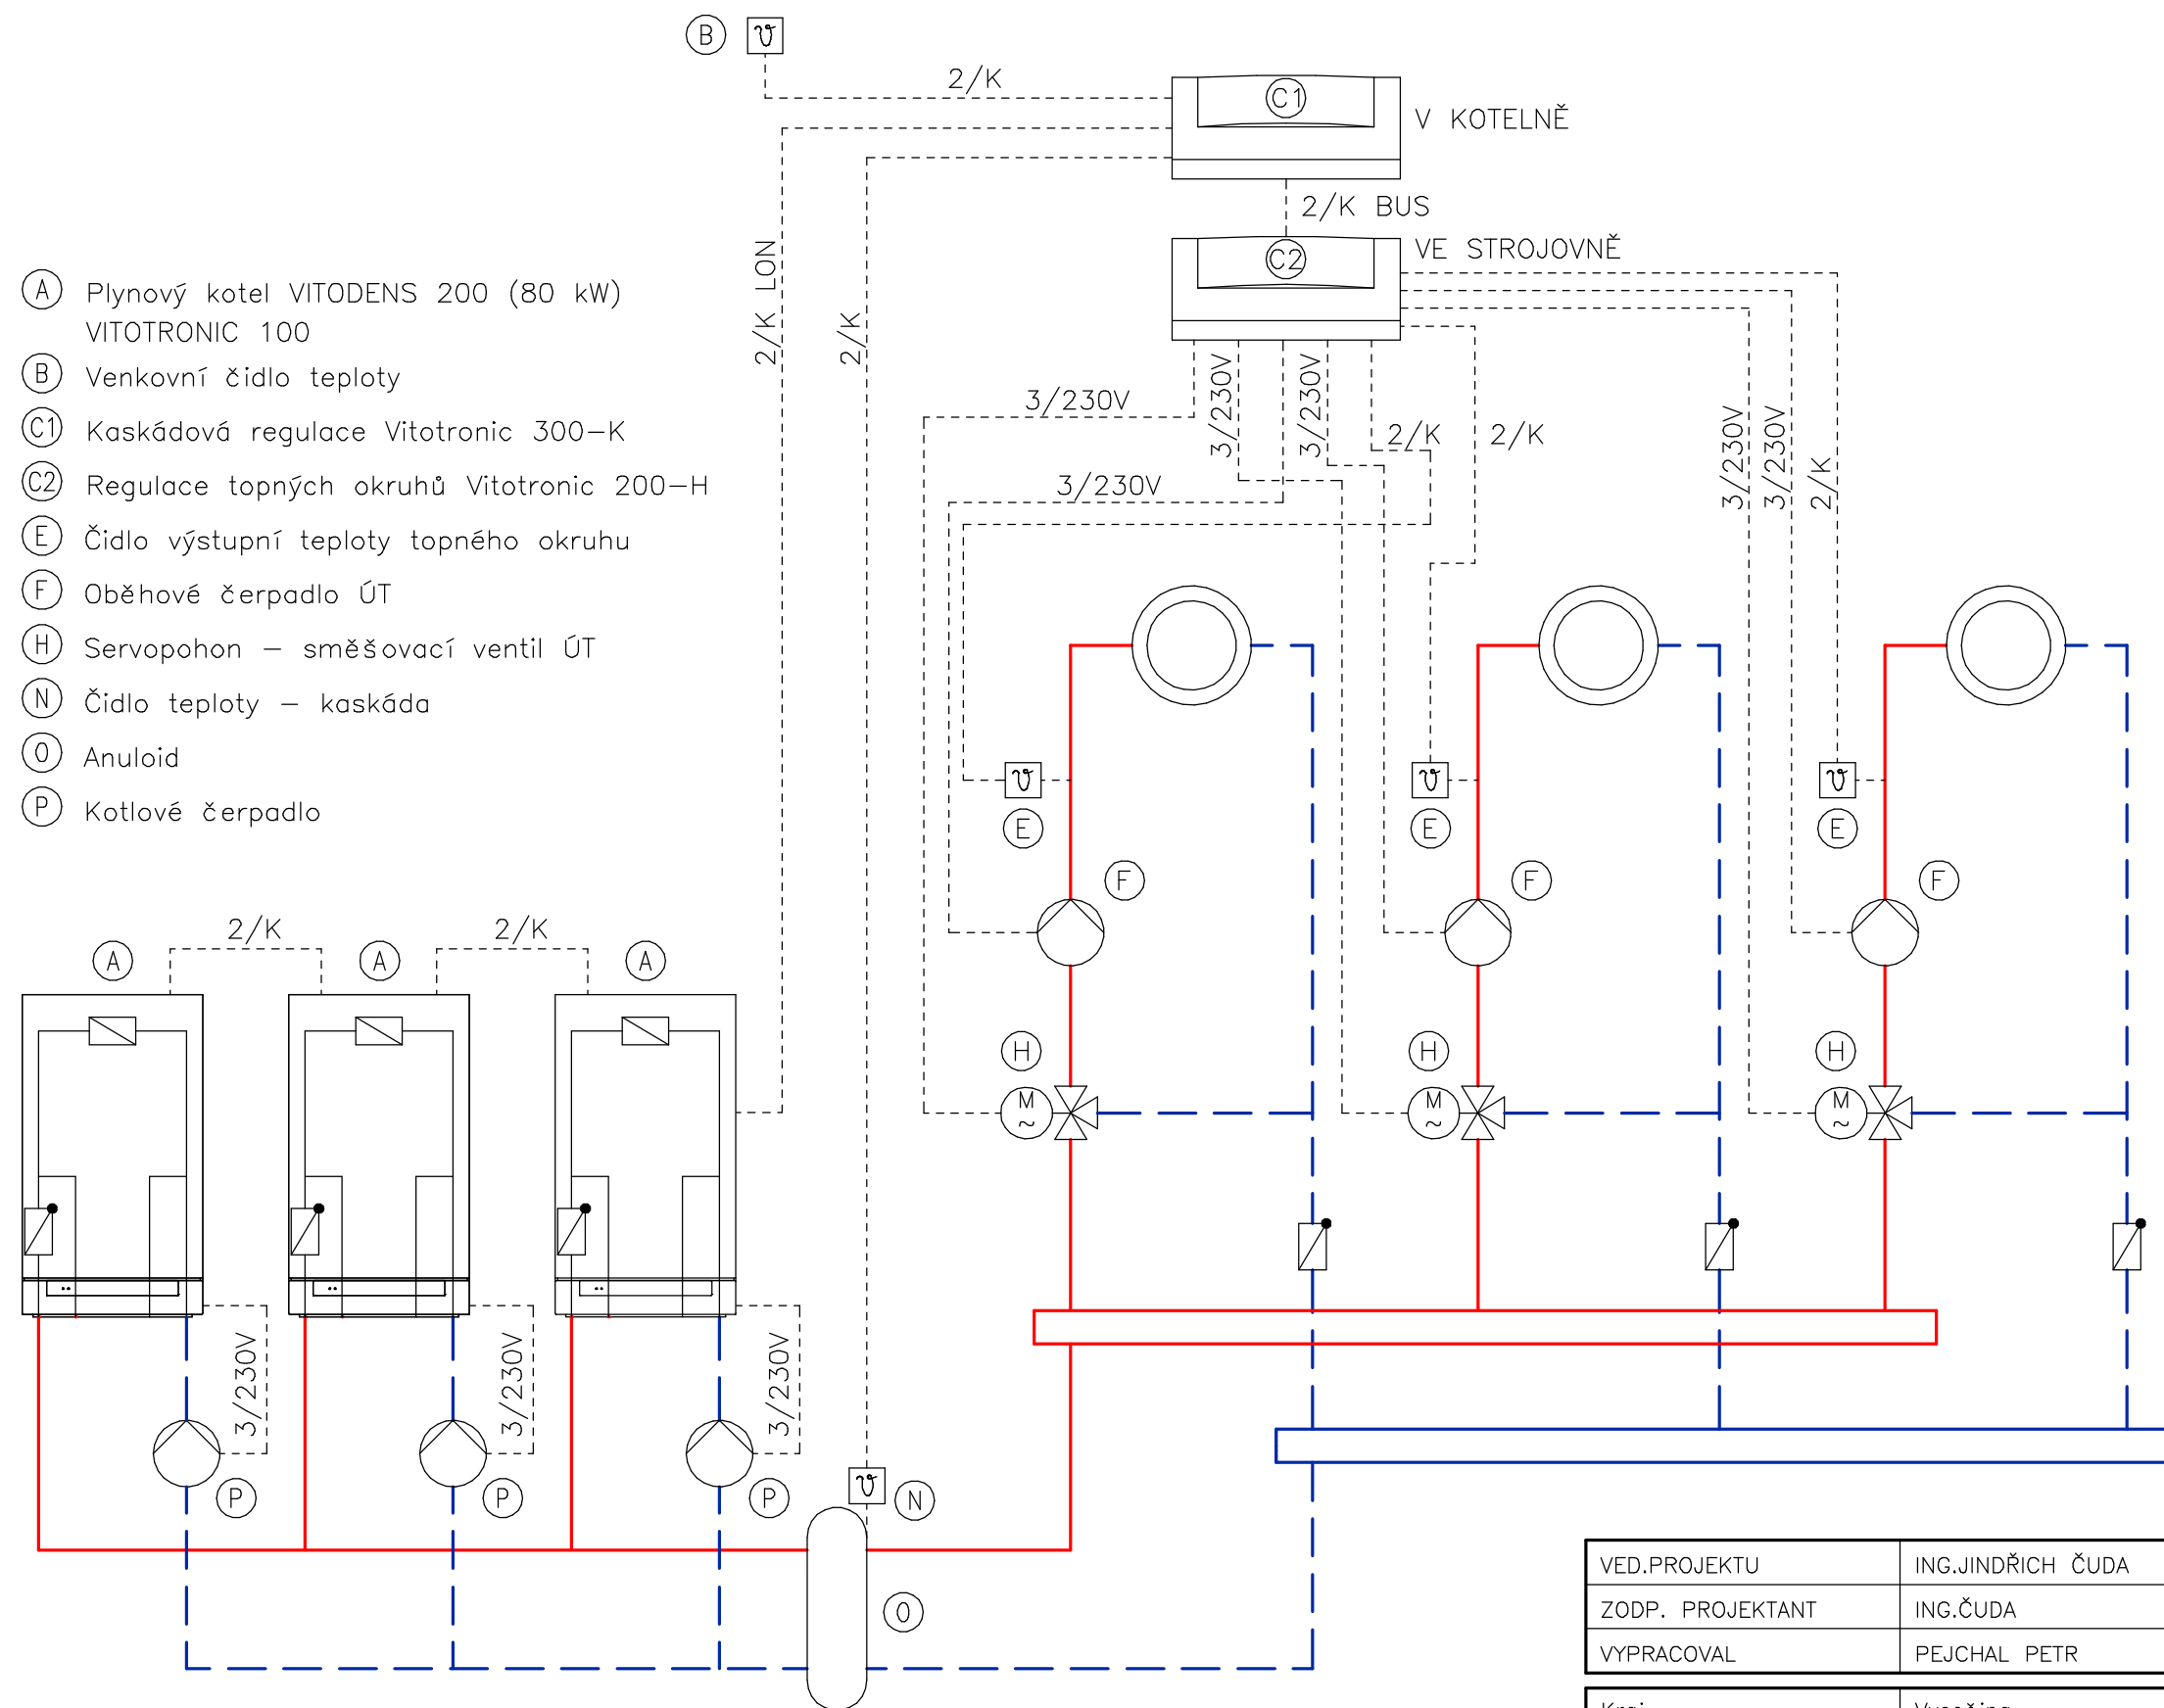 B
2/K
C1
V KOTELNĚ
2/K BUS
C2
VE STROJOVNĚ
2/K LON
2/K
A Plynový kotel VITODENS 200 (80 kW)
VITOTRONIC 100
B Venkovní čidlo teploty
C1 Kaskádová regulace Vitotronic 300-K
C2 Regulace topných okruhů Vitotronic 200-H
E Čidlo výstupní teploty topného okruhu
F Oběhové čerpadlo ÚT
H Servopohon - směšovací ventil ÚT
N Čidlo teploty - kaskáda
O Anuloid
P Kotlové čerpadlo
3/230V
3/230V
3/230V
2/K
2/K
3/230V
3/230V
3/230V
2/K
E
E
E
F
F
F
2/K
2/K
A
A
A
H
H
H
M
~
M
~
M
~
3/230V
3/230V
3/230V
P
P
P
N
O
VED.PROJEKTU ING.JINDŘICH ČUDA
ZODP. PROJEKTANT ING.ČUDA
VYPRACOVAL PEJCHAL PETR